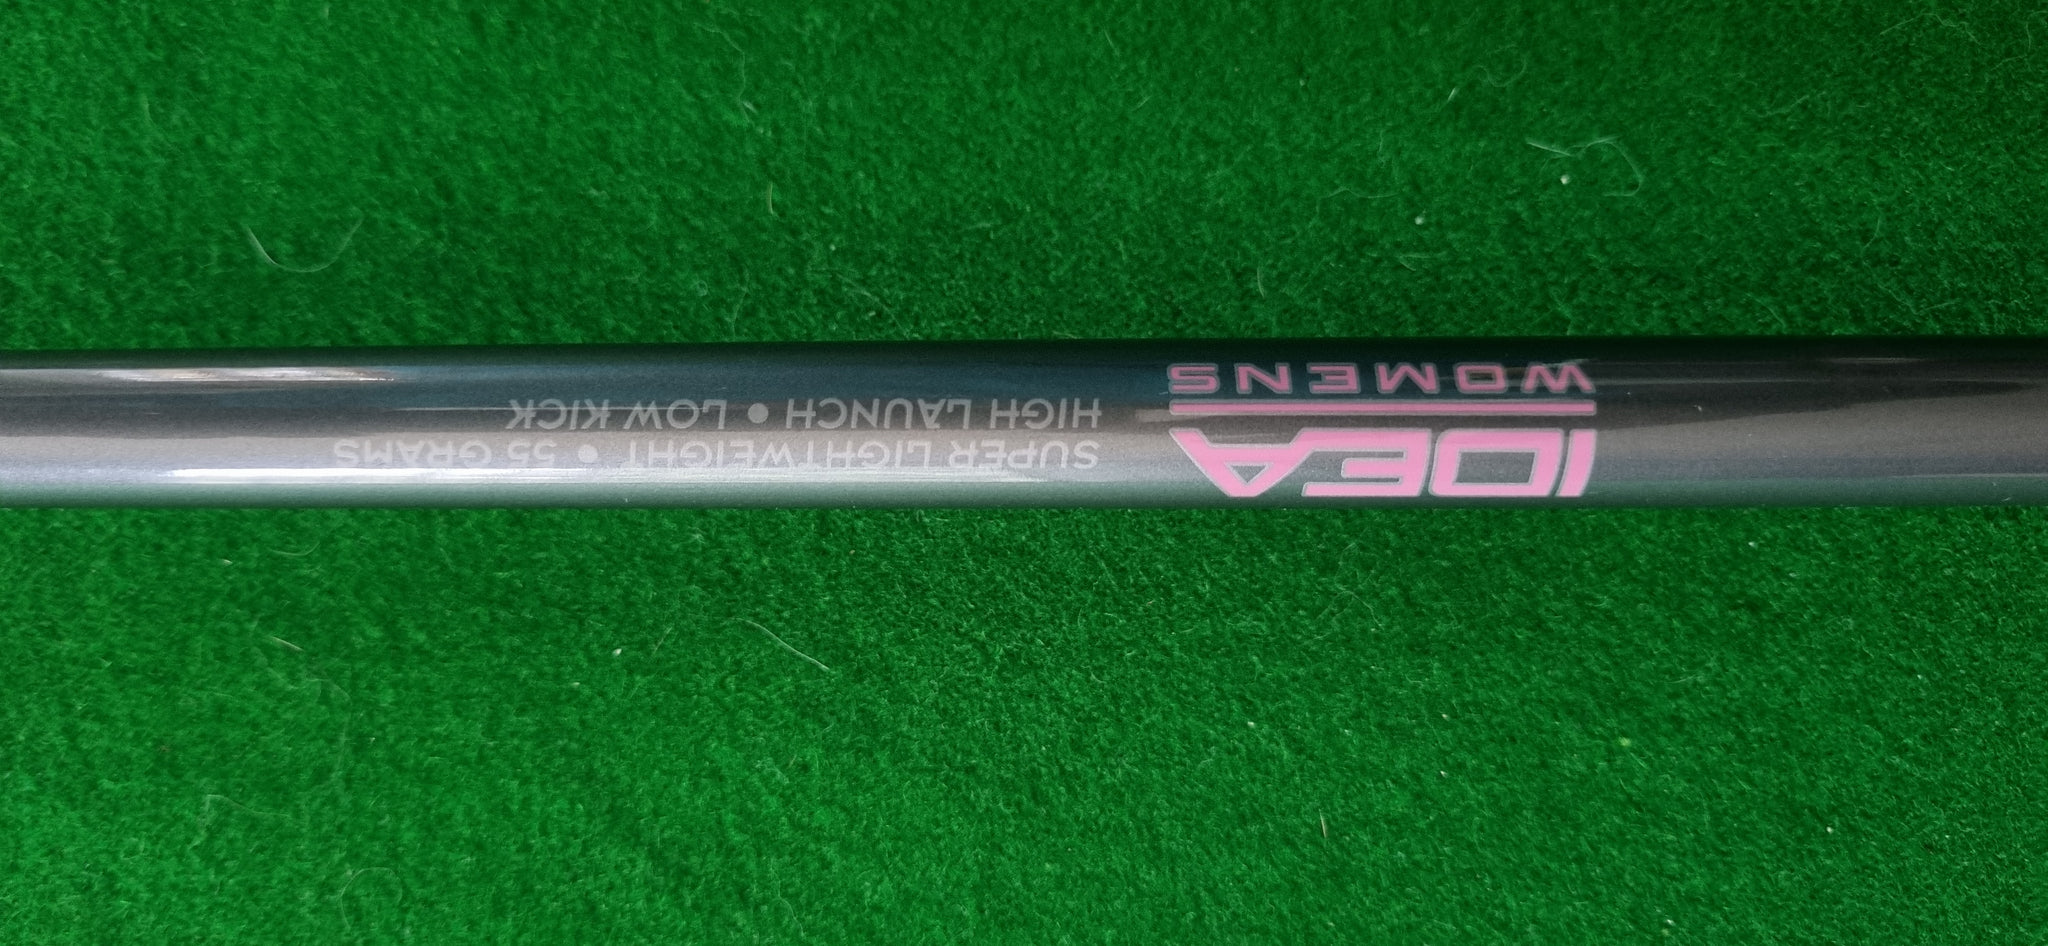 IDEA
WOMENS
SUPER LIGHTWEIGHT • 55 GRAMS
HIGH LAUNCH • LOW KICK